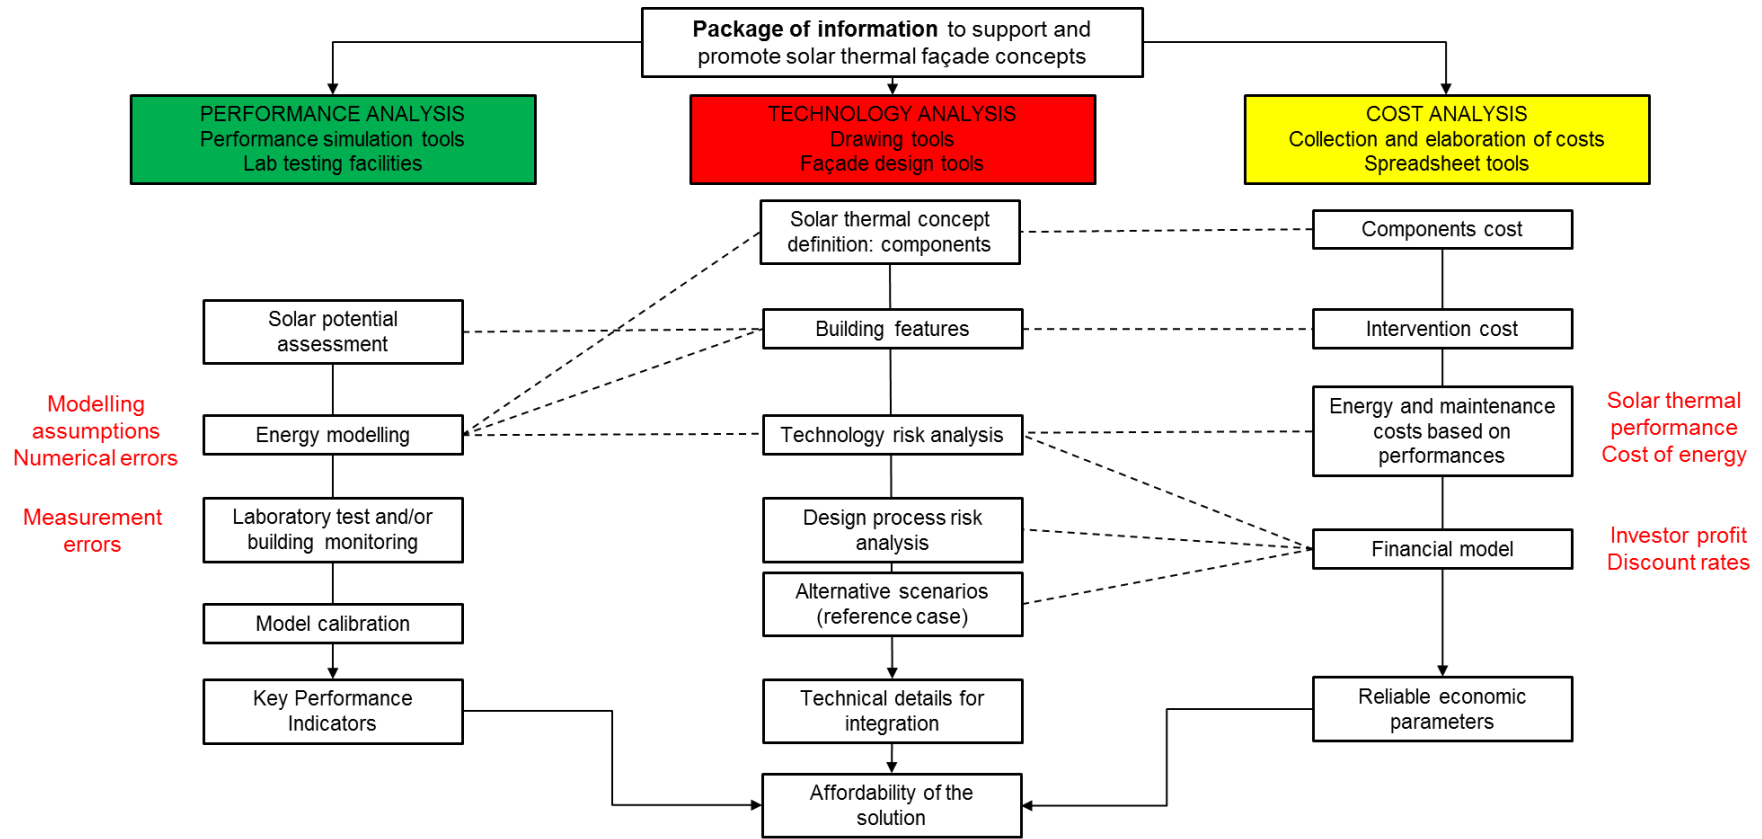 Package of information to support and
promote solar thermal façade concepts
PERFORMANCE ANALYSIS
Performance simulation tools
Lab testing facilities
TECHNOLOGY ANALYSIS
Drawing tools
Façade design tools
COST ANALYSIS
Collection and elaboration of costs
Spreadsheet tools
Solar thermal concept
definition: components
Components cost
Solar potential
assessment
Building features
Intervention cost
Modelling
assumptions
Numerical errors
Energy modelling
Technology risk analysis
Energy and maintenance
costs based on
performances
Solar thermal
performance
Cost of energy
Measurement
errors
Laboratory test and/or
building monitoring
Design process risk
analysis
Financial model
Investor profit
Discount rates
Alternative scenarios
(reference case)
Model calibration
Key Performance
Indicators
Technical details for
integration
Reliable economic
parameters
Affordability of the
solution